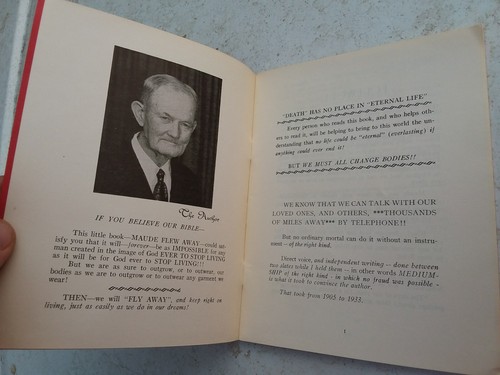 The Author
IF YOU BELIEVE OUR BIBLE—
This little book—MAUDE FLEW AWAY—could sat-
isfy you that it will—forever—be as IMPOSSIBLE for any
man created in the image of God EVER TO STOP LIVING
as it will be for God ever to STOP LIVING!!
But we are as sure to outgrow, or to outwear, our
bodies as we are to outgrow or to outwear any garment we
wear!
THEN—we will "FLY AWAY", and keep right on
living, just as easily as we do in our dreams!
"DEATH" HAS NO PLACE IN "ETERNAL LIFE"
Every person who reads this book, and who helps oth-
ers to read it, will be helping to bring to this world the un-
derstanding that no life could be "eternal" (everlasting) if
anything could ever end it!
BUT WE MUST ALL CHANGE BODIES!!
WE KNOW THAT WE CAN TALK WITH OUR
LOVED ONES, AND OTHERS, ***THOUSANDS
OF MILES AWAY*** BY TELEPHONE!!
But no ordinary mortal can do it without an instru-
ment — of the right kind.
Direct voice, and independent writing — done between
two slates while I held them — in other words MEDIUM-
SHIP of the right kind - in which no fraud was possible -
is what it took to convince the author.
That took from 1905 to 1933.
1